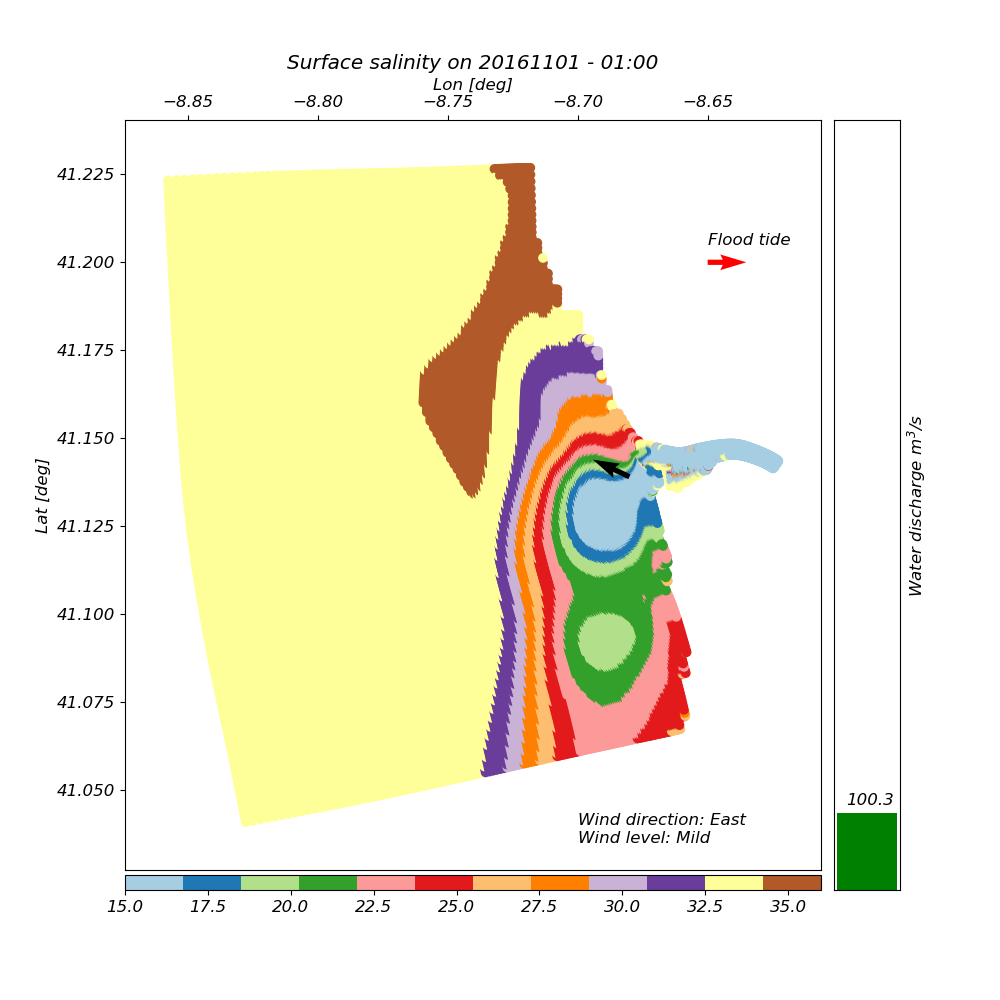 Surface salinity on 20161101 - 01:00
Lon [deg]
−8.85 −8.80 −8.75 −8.70 −8.65
41.225
41.200
41.175
41.150
41.125
41.100
41.075
41.050
Lat [deg]
Flood tide
Wind direction: East
Wind level: Mild
100.3
Water discharge m³/s
15.0 17.5 20.0 22.5 25.0 27.5 30.0 32.5 35.0